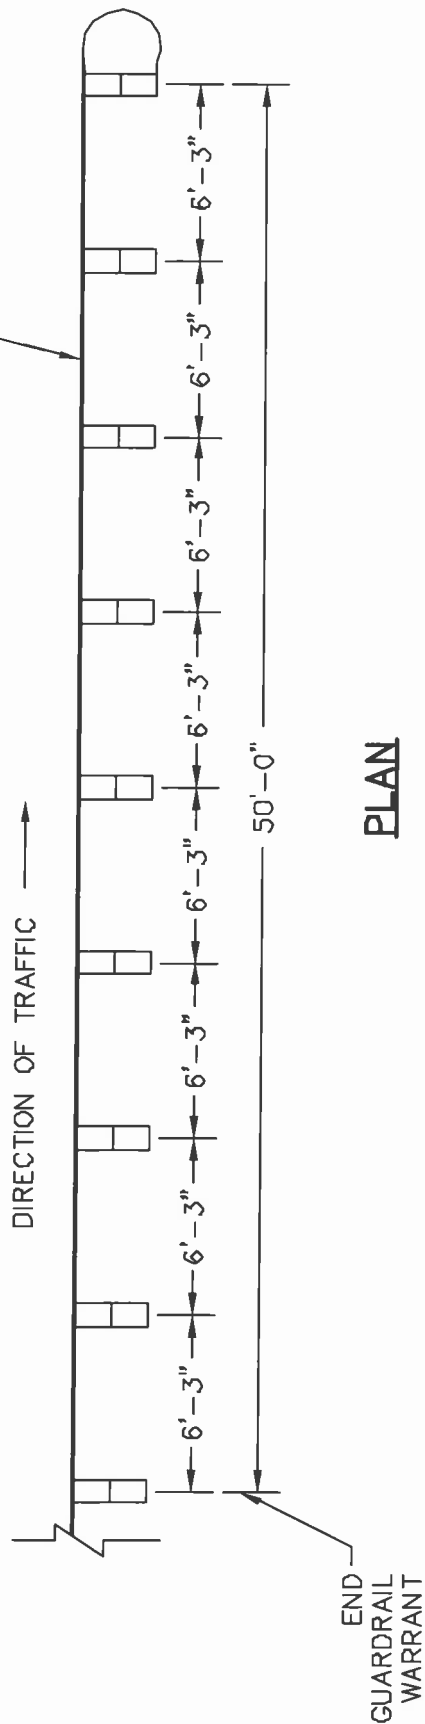 DIRECTION OF TRAFFIC
6'-3" 6'-3" 6'-3" 6'-3" 6'-3" 6'-3" 6'-3" 6'-3"
50'-0"
END
GUARDRAIL
WARRANT
PLAN